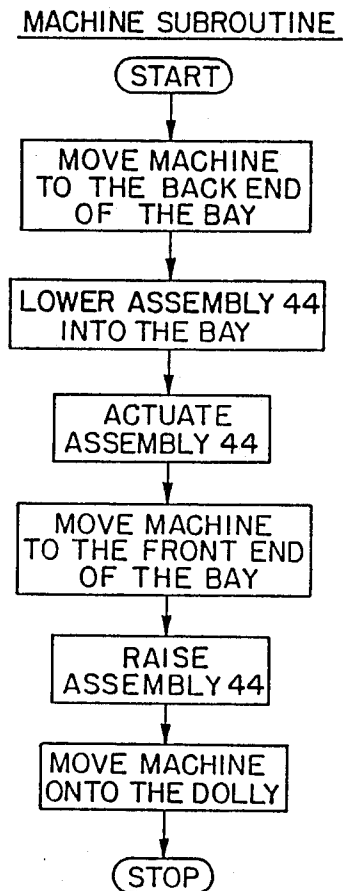 MACHINE SUBROUTINE
START
MOVE MACHINE
TO THE BACK END
OF THE BAY
LOWER ASSEMBLY 44
INTO THE BAY
ACTUATE
ASSEMBLY 44
MOVE MACHINE
TO THE FRONT END
OF THE BAY
RAISE
ASSEMBLY 44
MOVE MACHINE
ONTO THE DOLLY
STOP